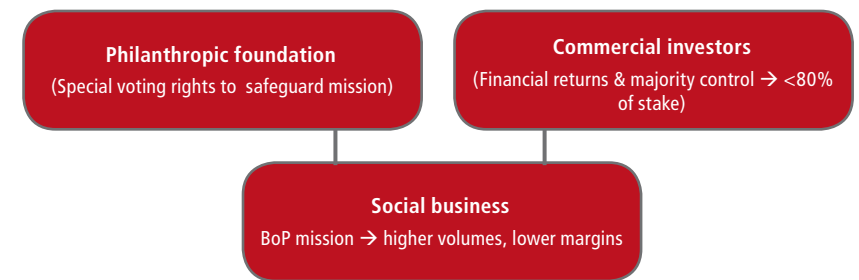 Philanthropic foundation
(Special voting rights to safeguard mission)
Commercial investors
(Financial returns & majority control → <80%
of stake)
Social business
BoP mission → higher volumes, lower margins